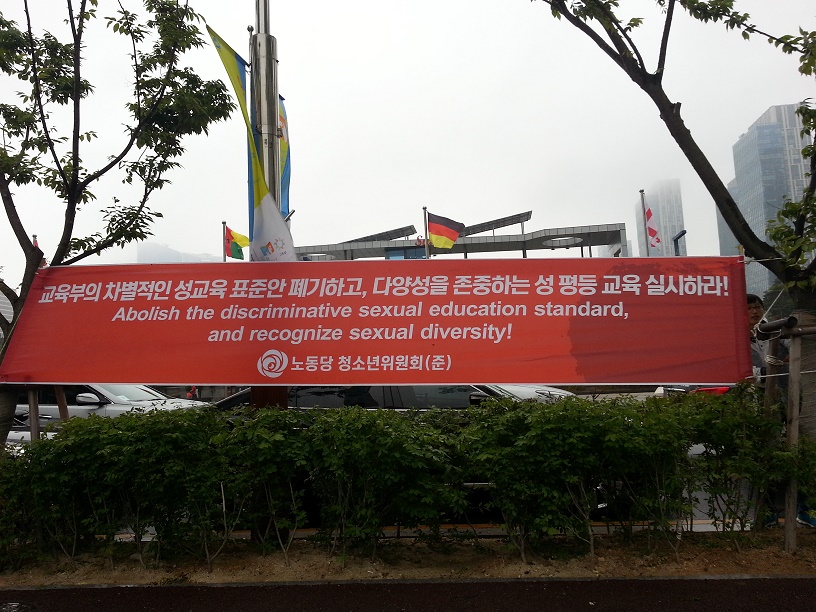 교육부의 차별적인 성교육 표준안 폐기하고, 다양성을 존중하는 성 평등 교육 실시하라!
Abolish the discriminative sexual education standard,
and recognize sexual diversity!
노동당 청소년위원회(준)